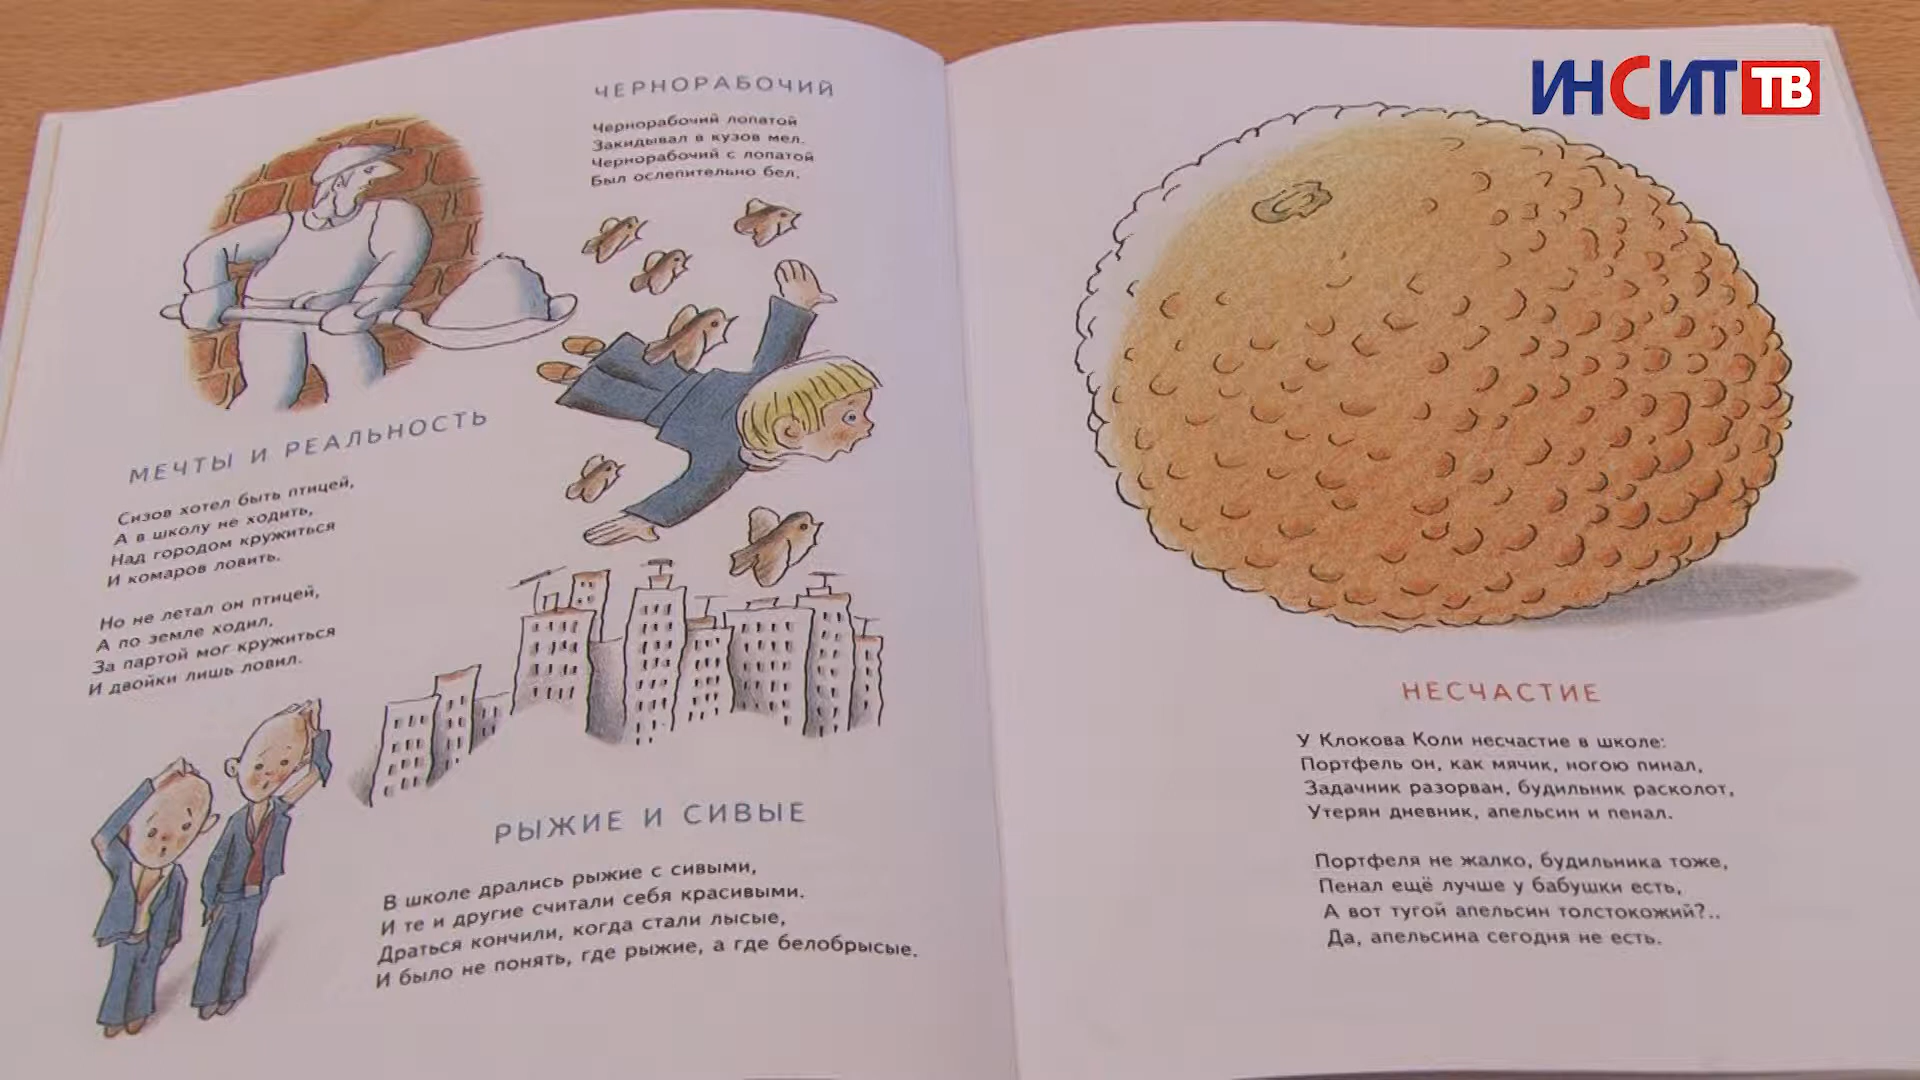 ИНСИТ ТВ
ЧЕРНОРАБОЧИЙ
Чернорабочий лопатой
Закидывал в кузов мел.
Чернорабочий с лопатой
Был ослепительно бел.
МЕЧТЫ И РЕАЛЬНОСТЬ
Сизов хотел быть птицей,
А в школу не ходить,
Над городом кружиться
И комаров ловить.
Но не летал он птицей,
А по земле ходил,
За партой мог кружиться
И двойки лишь ловил.
РЫЖИЕ И СИВЫЕ
В школе дрались рыжие с сивыми,
И те и другие считали себя красивыми.
Драться кончили, когда стали лысые,
И было не понять, где рыжие, а где белобрысые.
НЕСЧАСТИЕ
У Клокова Коли несчастие в школе:
Портфель он, как мячик, ногою пинал,
Задачник разорван, будильник расколот,
Утерян дневник, апельсин и пенал.
Портфеля не жалко, будильника тоже,
Пенал ещё лучше у бабушки есть,
А вот тугой апельсин толстокожий?..
Да, апельсина сегодня не есть.